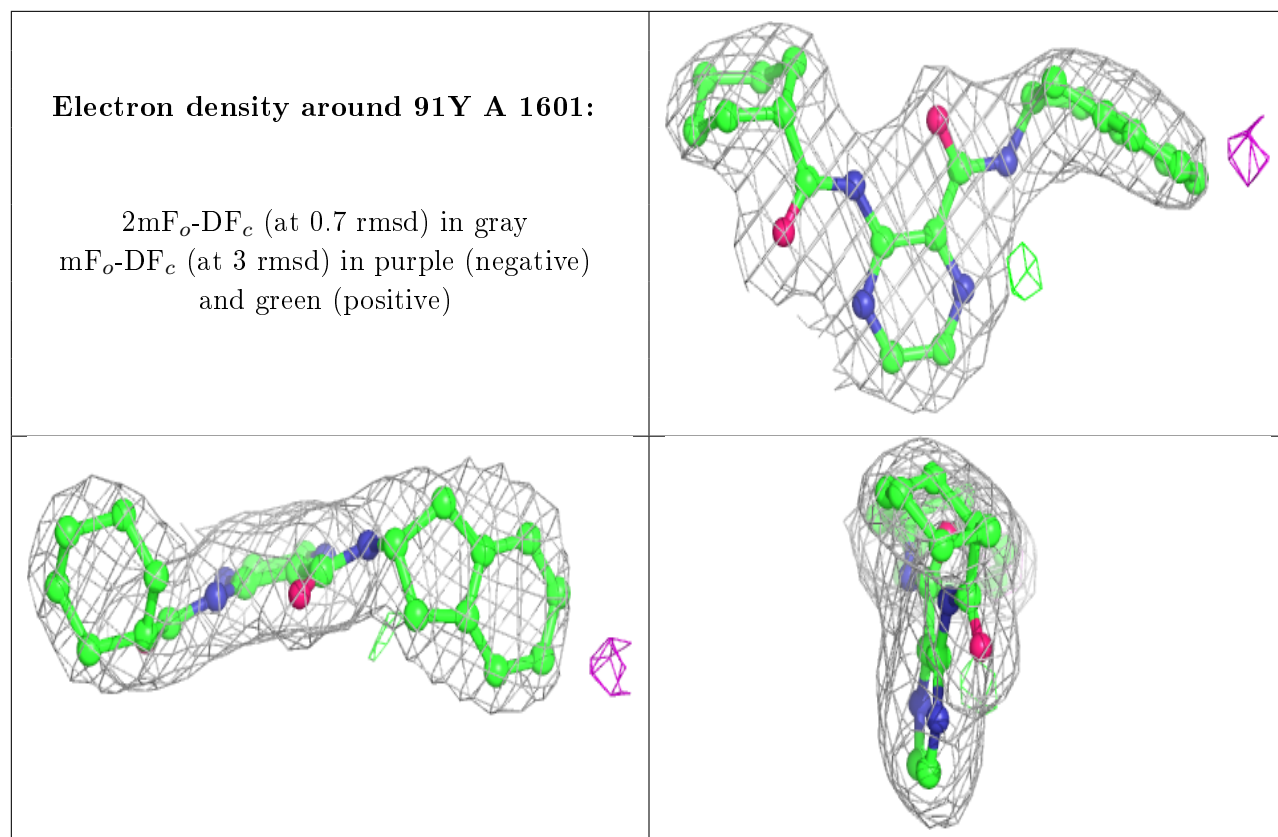 Electron density around 91Y A 1601:
2mFo-DFc (at 0.7 rmsd) in gray
mFo-DFc (at 3 rmsd) in purple (negative)
and green (positive)